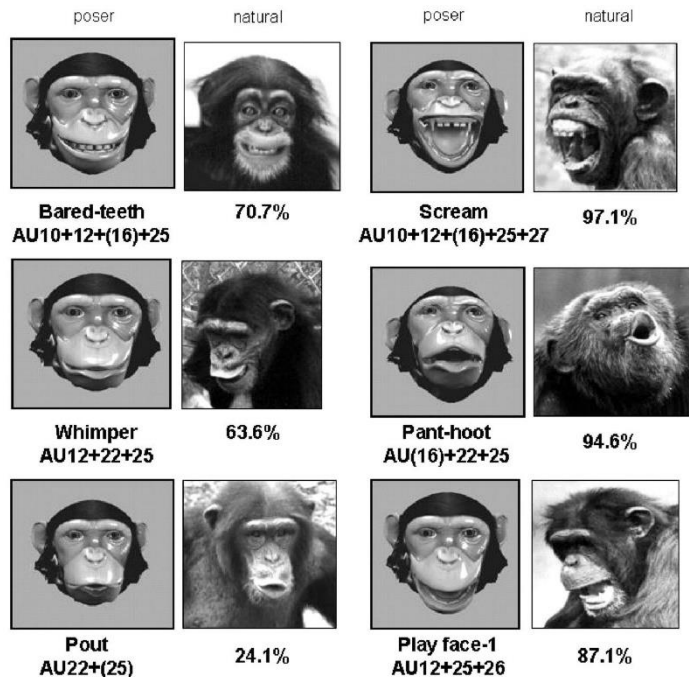 poser natural poser natural
Bared-teeth 70.7% Scream 97.1%
AU10+12+(16)+25 AU10+12+(16)+25+27
Whimper 63.6% Pant-hoot 94.6%
AU12+22+25 AU(16)+22+25
Pout 24.1% Play face-1 87.1%
AU22+(25) AU12+25+26